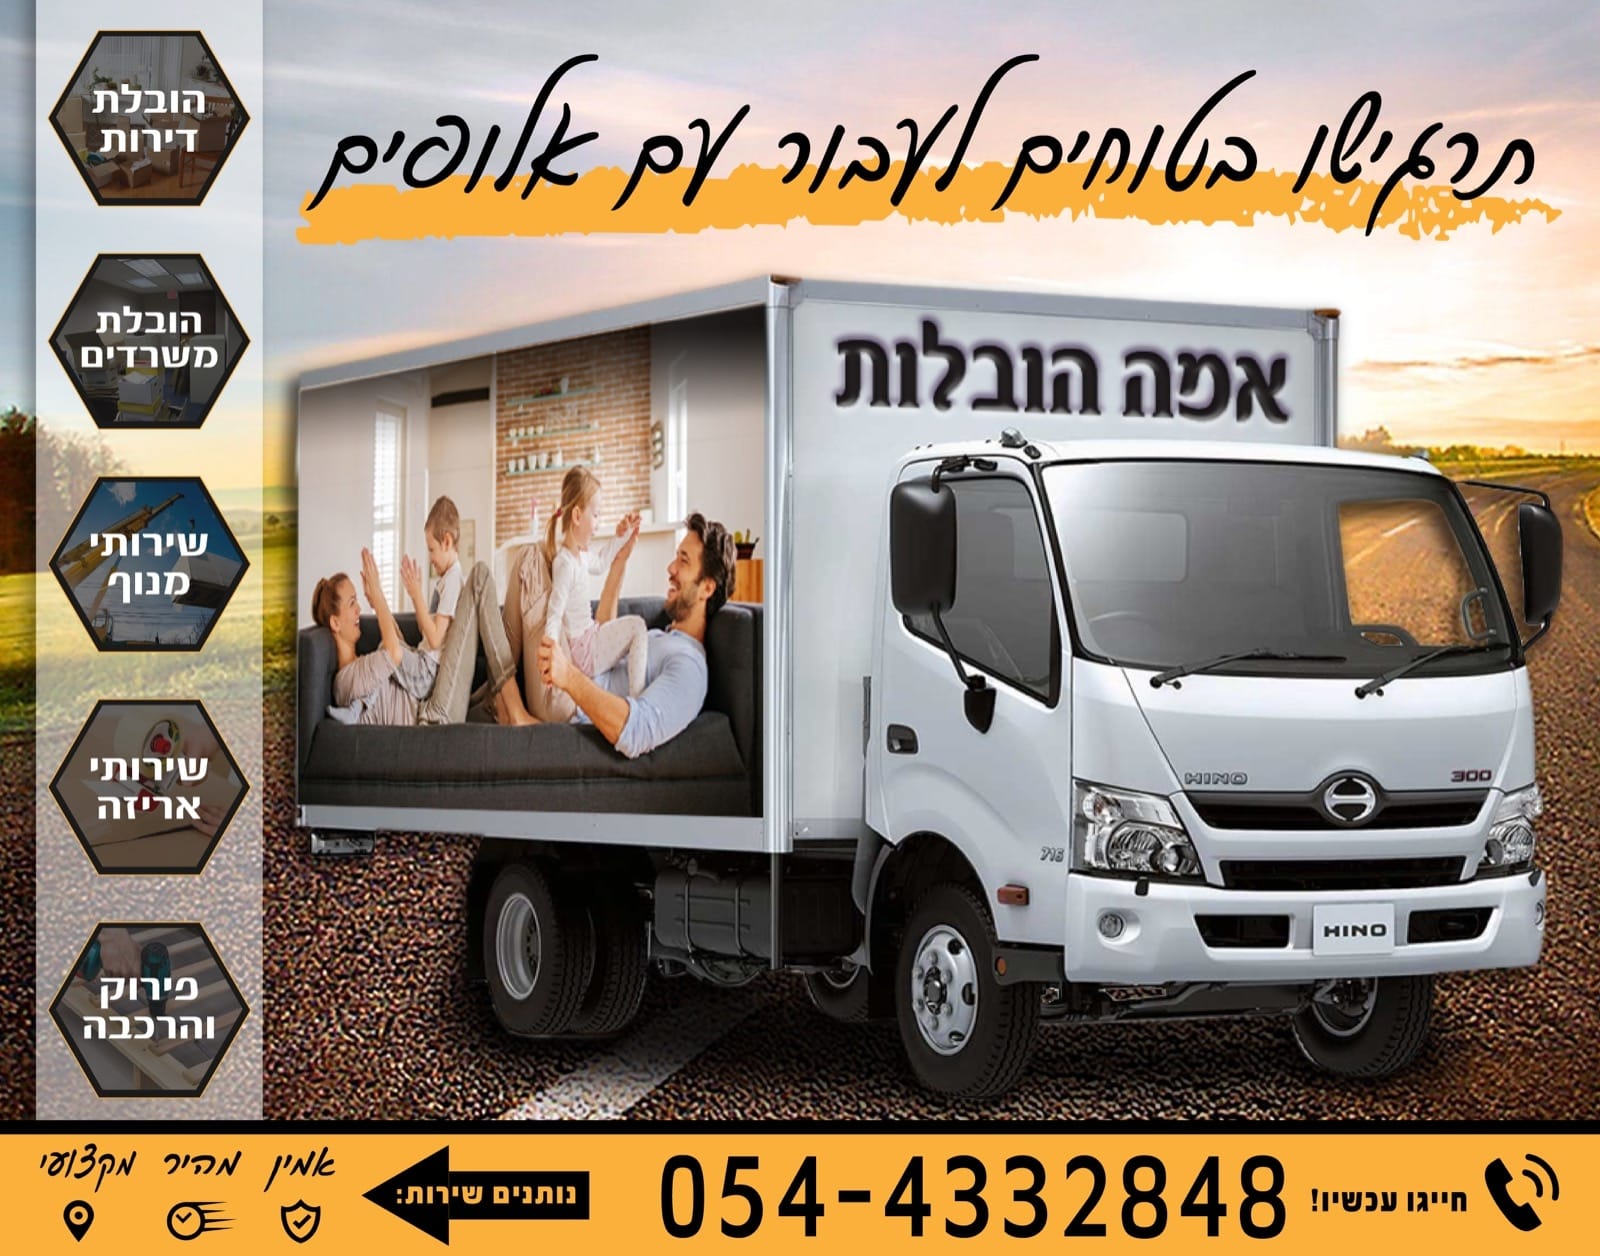 תרגישו בטוחים לעבור עם אלופים
הובלת
דירות
הובלת
משרדים
שירותי
מנוף
שירותי
אריזה
פירוק
והרכבה
אמה הובלות
HINO
300
716
HINO
חייגו עכשיו!
054-4332848
נותנים שירות:
אמין
מהיר
מקצועי